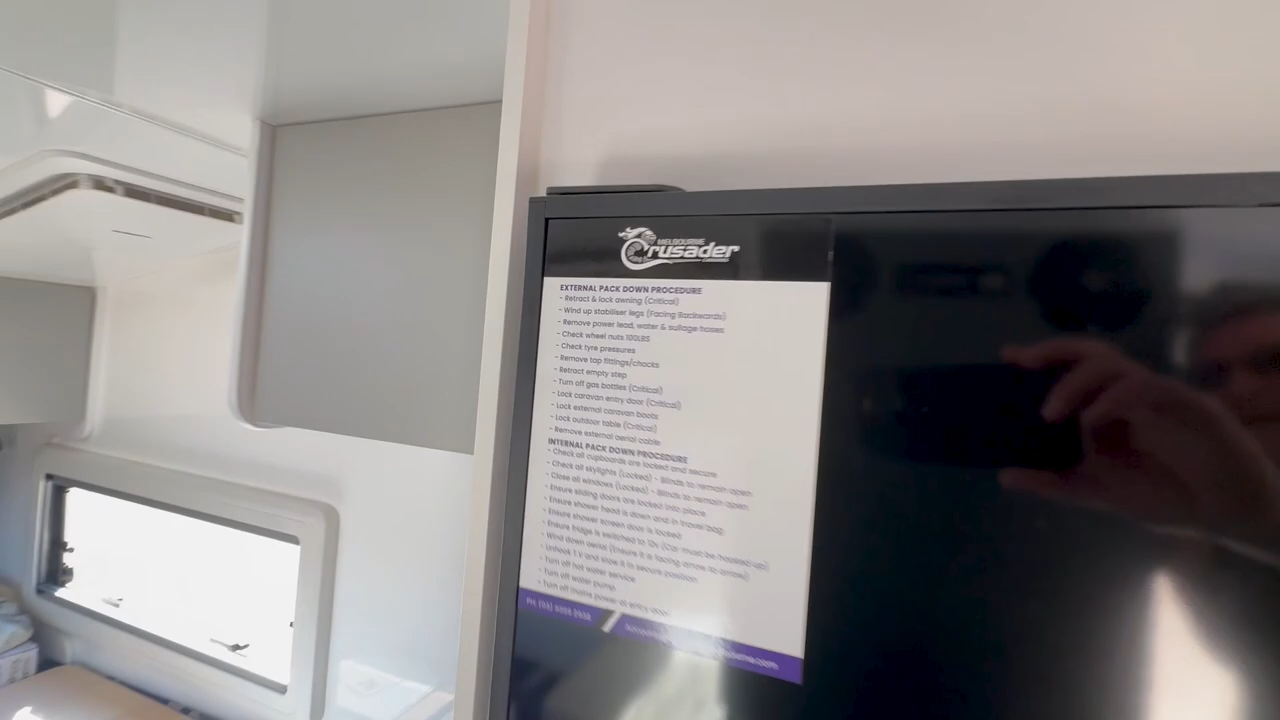 MELBOURNE
Crusader
CARAVANS
EXTERNAL PACK DOWN PROCEDURE
- Retract & lock awning (Critical)
- Wind up stabiliser legs (Facing Backwards)
- Remove power lead, water & sullage hoses
- Check wheel nuts 100LBS
- Check tyre pressures
- Remove tap fittings/chocks
- Retract empty step
- Turn off gas bottles (Critical)
- Lock caravan entry door (Critical)
- Lock external caravan boots
- Lock outdoor table (Critical)
- Remove external aerial cable
INTERNAL PACK DOWN PROCEDURE
- Check all cupboards are locked and secure
- Check all skylights (Locked) - Blinds to remain open
- Close all windows (Locked) - Blinds to remain open
- Ensure sliding doors are locked into place
- Ensure shower head is down and in travel bag
- Ensure shower screen door is locked
- Ensure fridge is switched to 12v (Car must be hooked up)
- Wind down aerial (Ensure it is facing arrow to arrow)
- Unhook T.V and stow it in secure position
- Turn off hot water service
- Turn off water pump
- Turn off mains power at entry door
PH: (03)